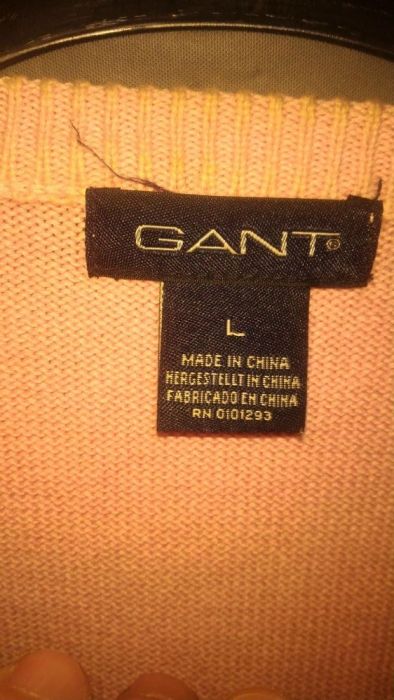 GANT®
L
MADE IN CHINA
HERGESTELLT IN CHINA
FABRICADO EN CHINA
RN 0101293